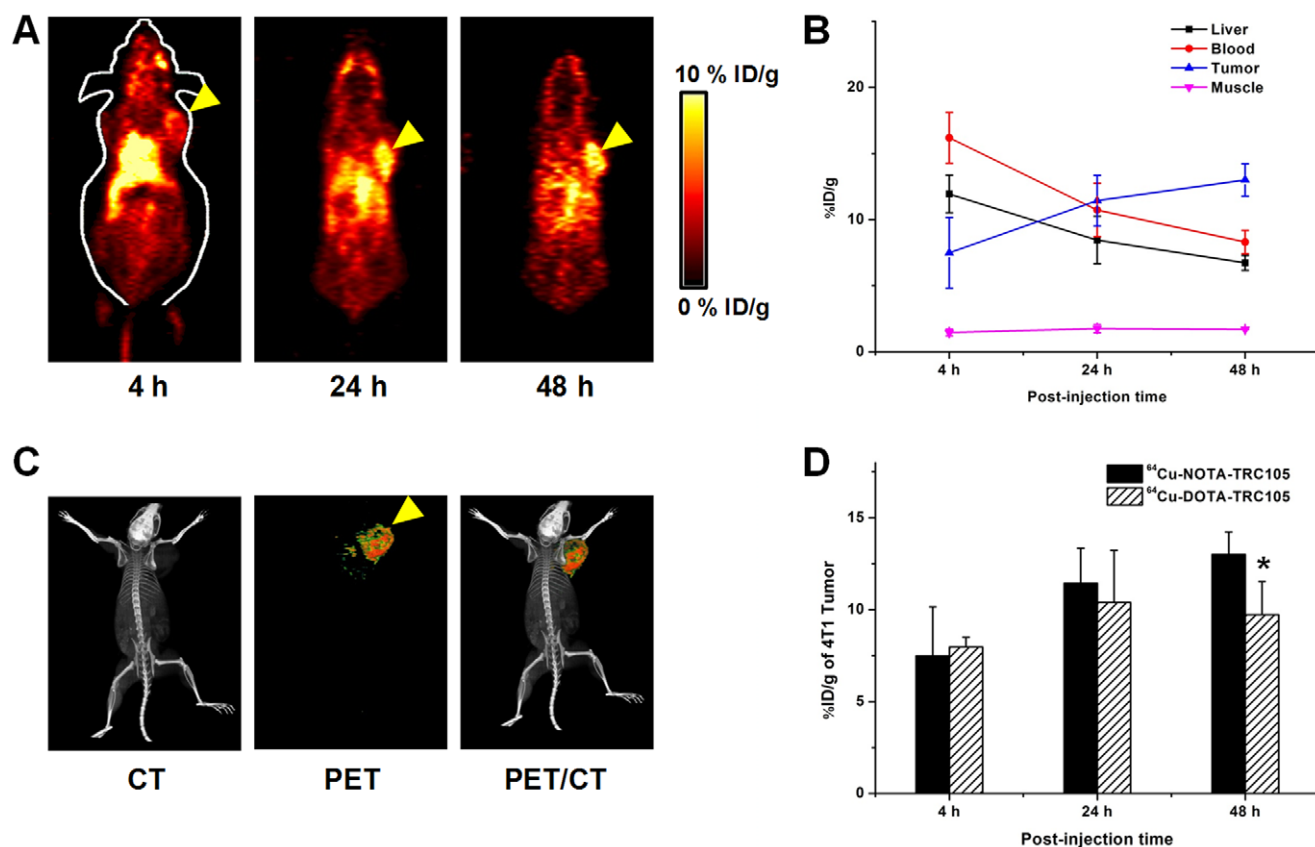 A
10 % ID/g
0 % ID/g
4 h
24 h
48 h
B
Liver
Blood
Tumor
Muscle
20
10
0
%ID/g
4 h
24 h
48 h
Post-injection time
C
CT
PET
PET/CT
D
⁶⁴Cu-NOTA-TRC105
⁶⁴Cu-DOTA-TRC105
15
10
5
0
%ID/g of 4T1 Tumor
*
4 h
24 h
48 h
Post-injection time